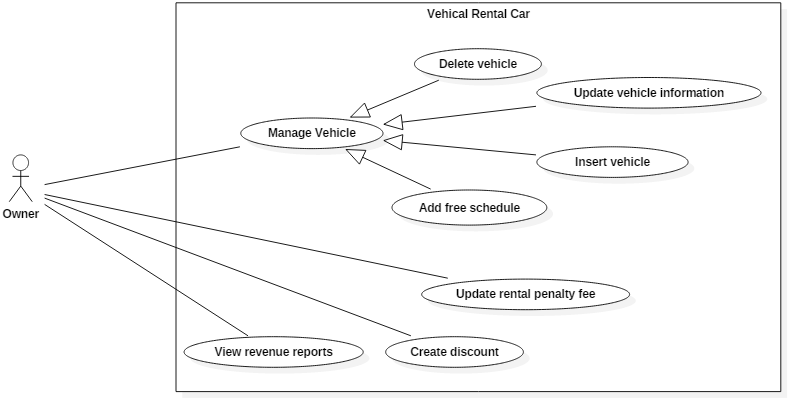 Vehical Rental Car
Delete vehicle
Update vehicle information
Manage Vehicle
Insert vehicle
Owner
Add free schedule
Update rental penalty fee
View revenue reports
Create discount